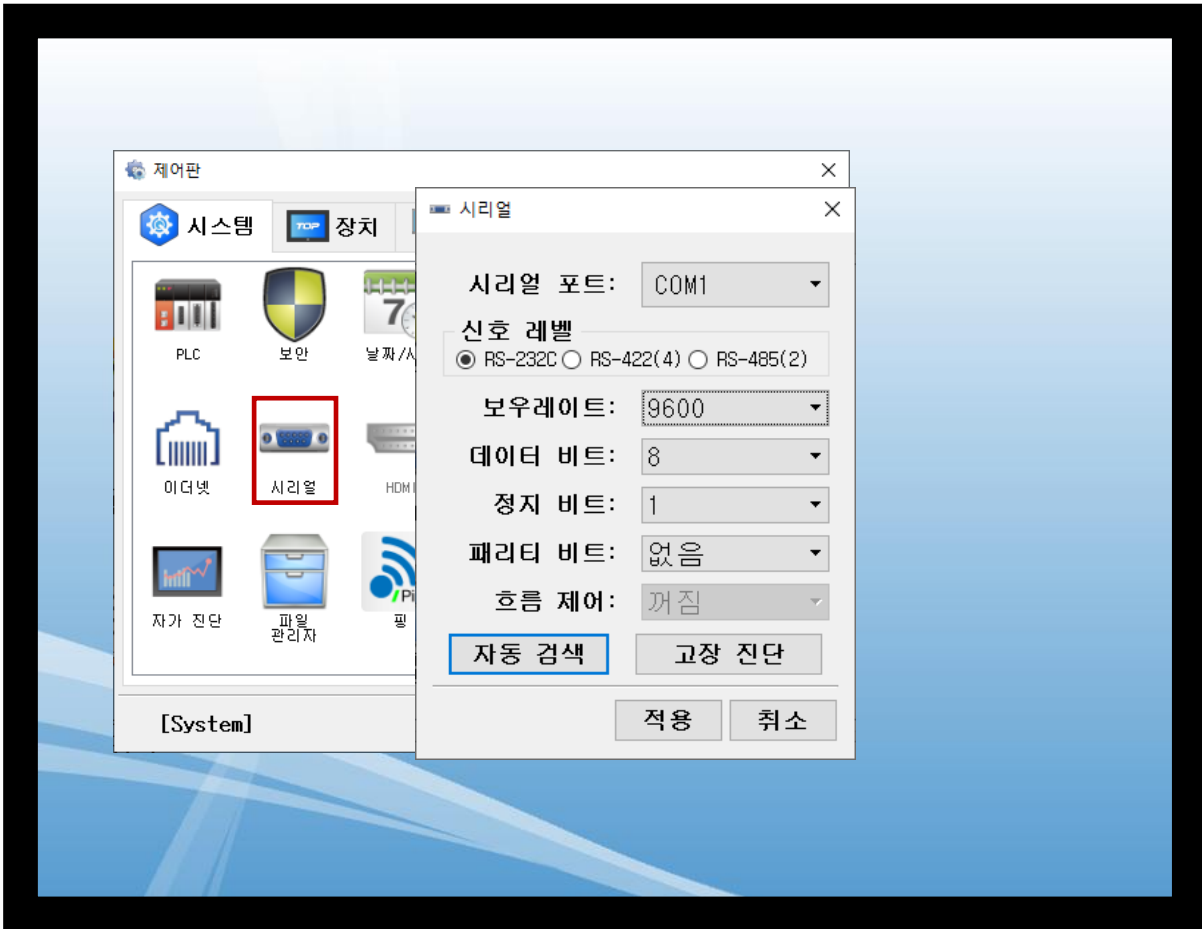 제어판
시스템
TOP 장치
PLC
보안
7
날짜/시
이더넷
시리얼
HDMI
자가 진단
파일
관리자
Pi
핑
[System]
시리얼
시리얼 포트: COM1
신호 레벨
RS-232C RS-422(4) RS-485(2)
보우레이트: 9600
데이터 비트: 8
정지 비트: 1
패리티 비트: 없음
흐름 제어: 꺼짐
자동 검색 고장 진단
적용 취소